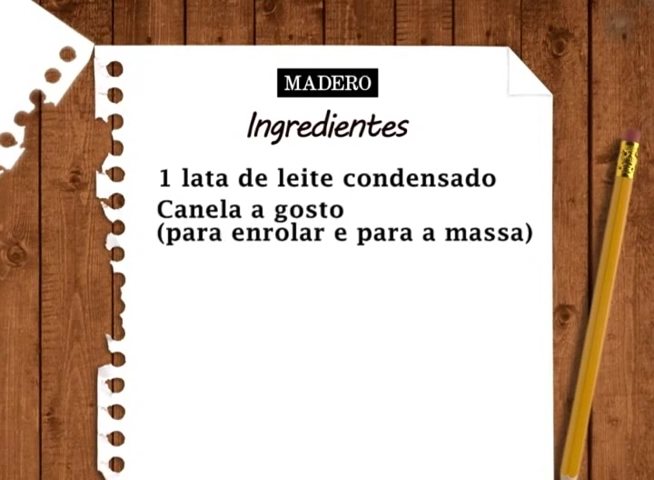 MADERO
Ingredientes
1 lata de leite condensado
Canela a gosto
(para enrolar e para a massa)